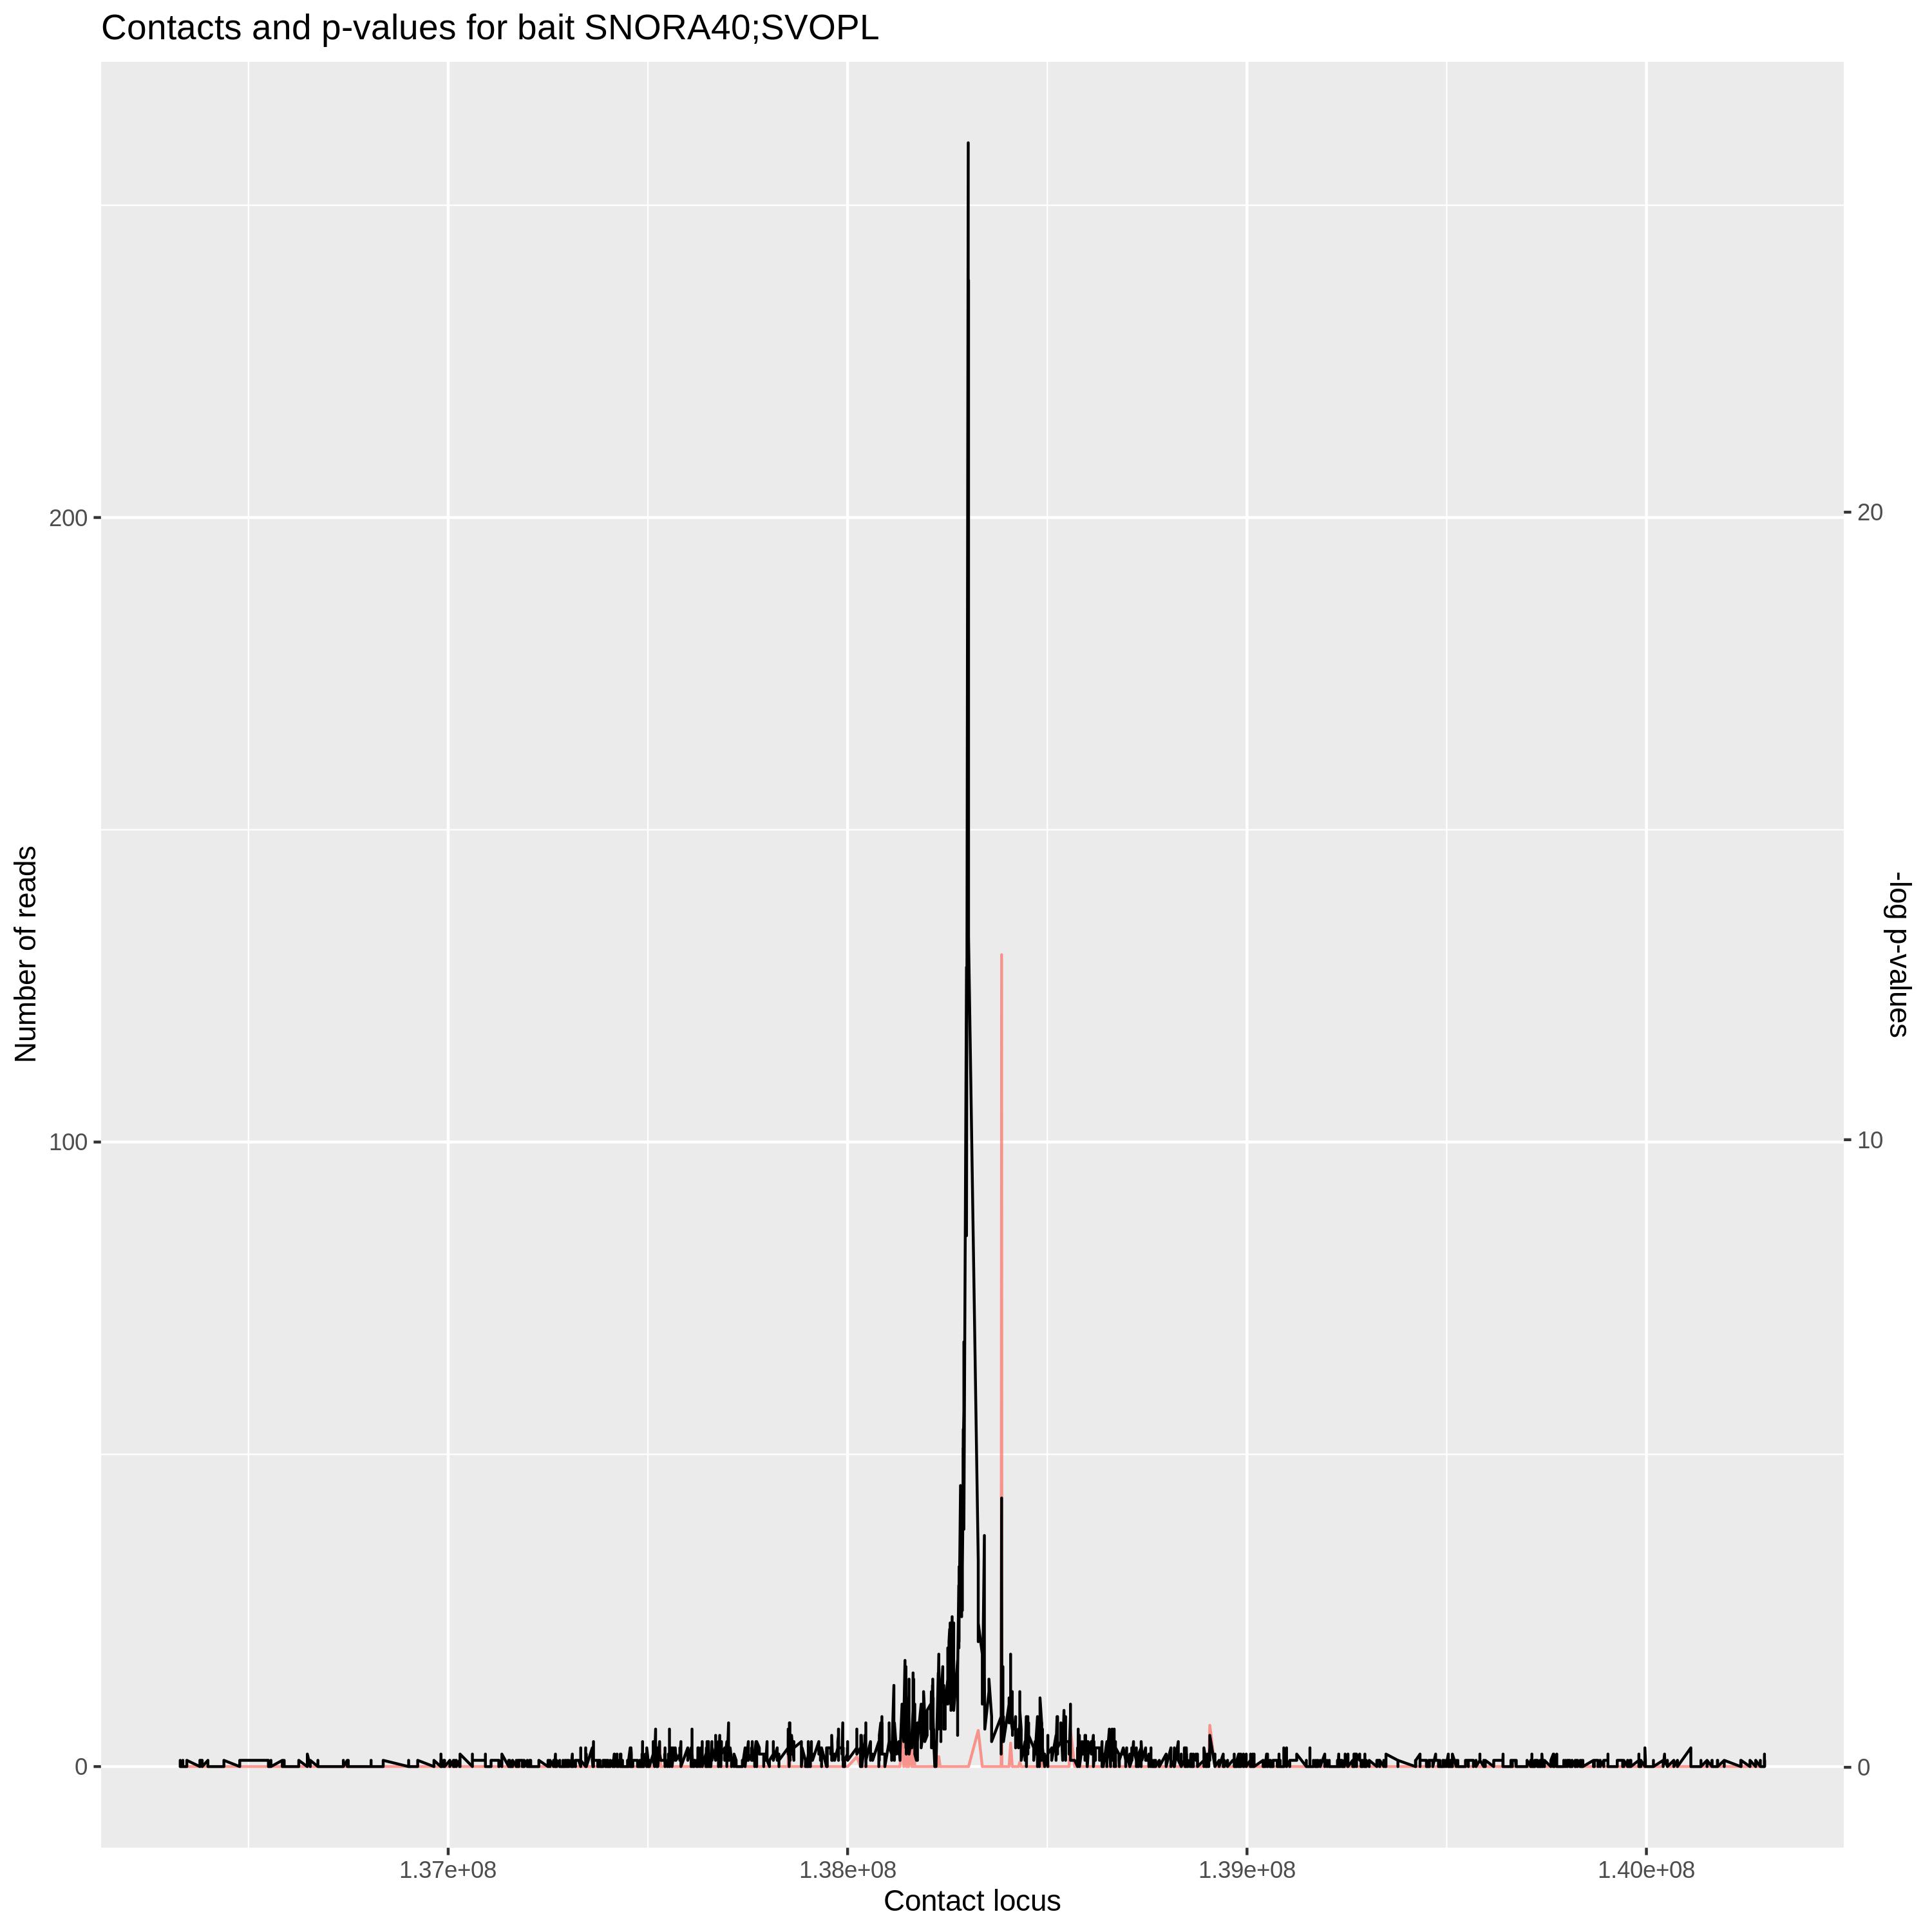 Contacts and p-values for bait SNORA40;SVOPL
Number of reads
200
100
0
20
10
0
-log p-values
1.37e+08
1.38e+08
1.39e+08
1.40e+08
Contact locus